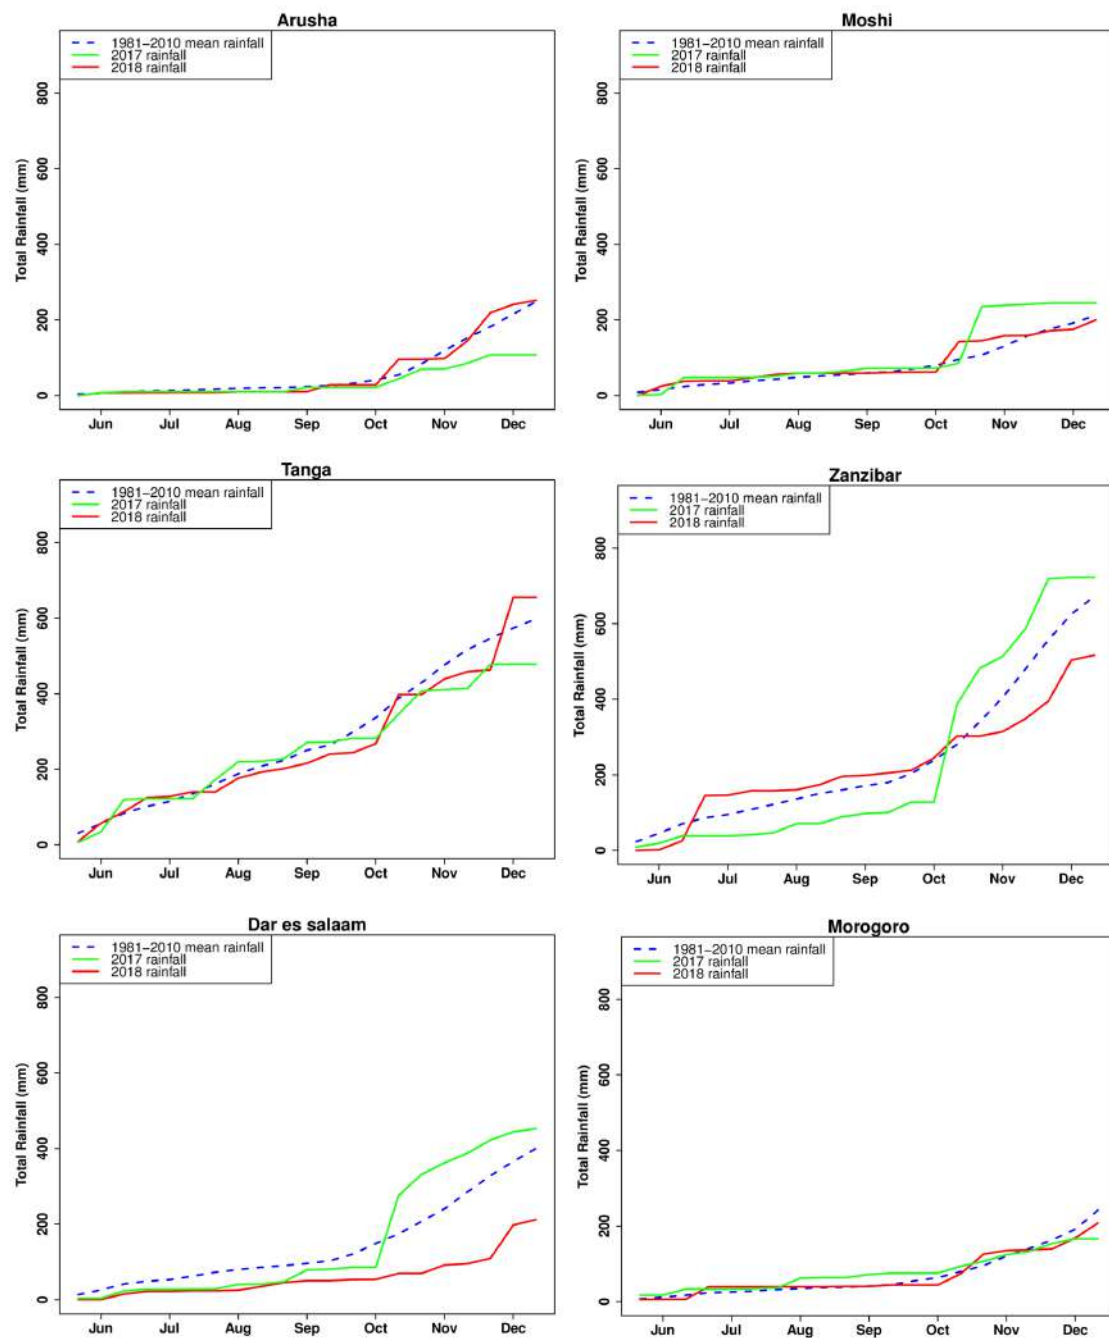 Arusha
1981−2010 mean rainfall
2017 rainfall
2018 rainfall
Total Rainfall (mm)
0 200 400 600 800
Jun Jul Aug Sep Oct Nov Dec
Moshi
1981−2010 mean rainfall
2017 rainfall
2018 rainfall
Total Rainfall (mm)
0 200 400 600 800
Jun Jul Aug Sep Oct Nov Dec
Tanga
1981−2010 mean rainfall
2017 rainfall
2018 rainfall
Total Rainfall (mm)
0 200 400 600 800
Jun Jul Aug Sep Oct Nov Dec
Zanzibar
1981−2010 mean rainfall
2017 rainfall
2018 rainfall
Total Rainfall (mm)
0 200 400 600 800
Jun Jul Aug Sep Oct Nov Dec
Dar es salaam
1981−2010 mean rainfall
2017 rainfall
2018 rainfall
Total Rainfall (mm)
0 200 400 600 800
Jun Jul Aug Sep Oct Nov Dec
Morogoro
1981−2010 mean rainfall
2017 rainfall
2018 rainfall
Total Rainfall (mm)
0 200 400 600 800
Jun Jul Aug Sep Oct Nov Dec